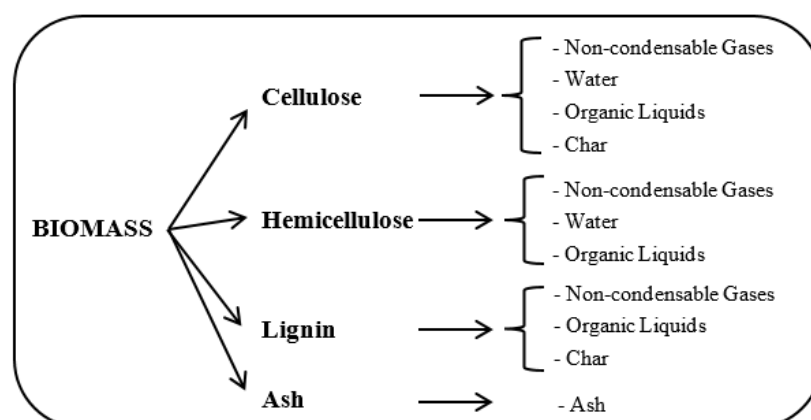 BIOMASS
Cellulose
- Non-condensable Gases
- Water
- Organic Liquids
- Char
Hemicellulose
- Non-condensable Gases
- Water
- Organic Liquids
Lignin
- Non-condensable Gases
- Organic Liquids
- Char
Ash
- Ash